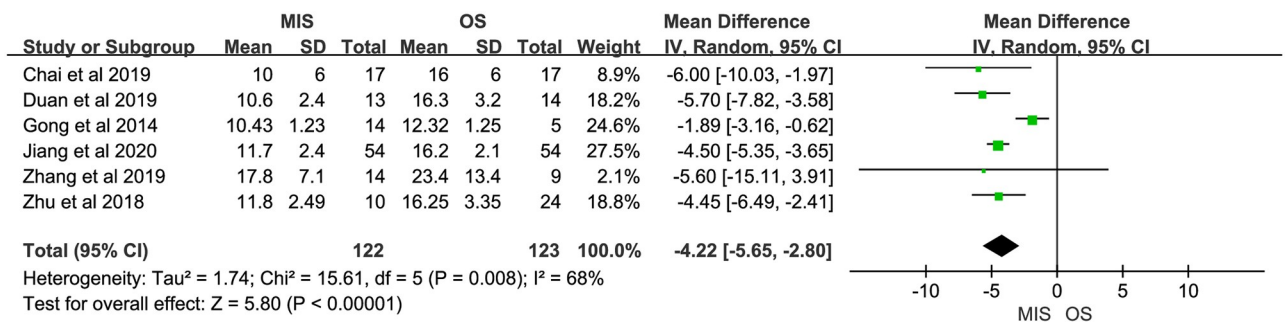 MIS OS Mean Difference Mean Difference
Study or Subgroup Mean SD Total Mean SD Total Weight IV, Random, 95% CI IV, Random, 95% CI
Chai et al 2019 10 6 17 16 6 17 8.9% -6.00 [-10.03, -1.97]
Duan et al 2019 10.6 2.4 13 16.3 3.2 14 18.2% -5.70 [-7.82, -3.58]
Gong et al 2014 10.43 1.23 14 12.32 1.25 5 24.6% -1.89 [-3.16, -0.62]
Jiang et al 2020 11.7 2.4 54 16.2 2.1 54 27.5% -4.50 [-5.35, -3.65]
Zhang et al 2019 17.8 7.1 14 23.4 13.4 9 2.1% -5.60 [-15.11, 3.91]
Zhu et al 2018 11.8 2.49 10 16.25 3.35 24 18.8% -4.45 [-6.49, -2.41]
Total (95% CI) 122 123 100.0% -4.22 [-5.65, -2.80]
Heterogeneity: Tau² = 1.74; Chi² = 15.61, df = 5 (P = 0.008); I² = 68%
Test for overall effect: Z = 5.80 (P < 0.00001)
-10 -5 0 5 10
MIS OS